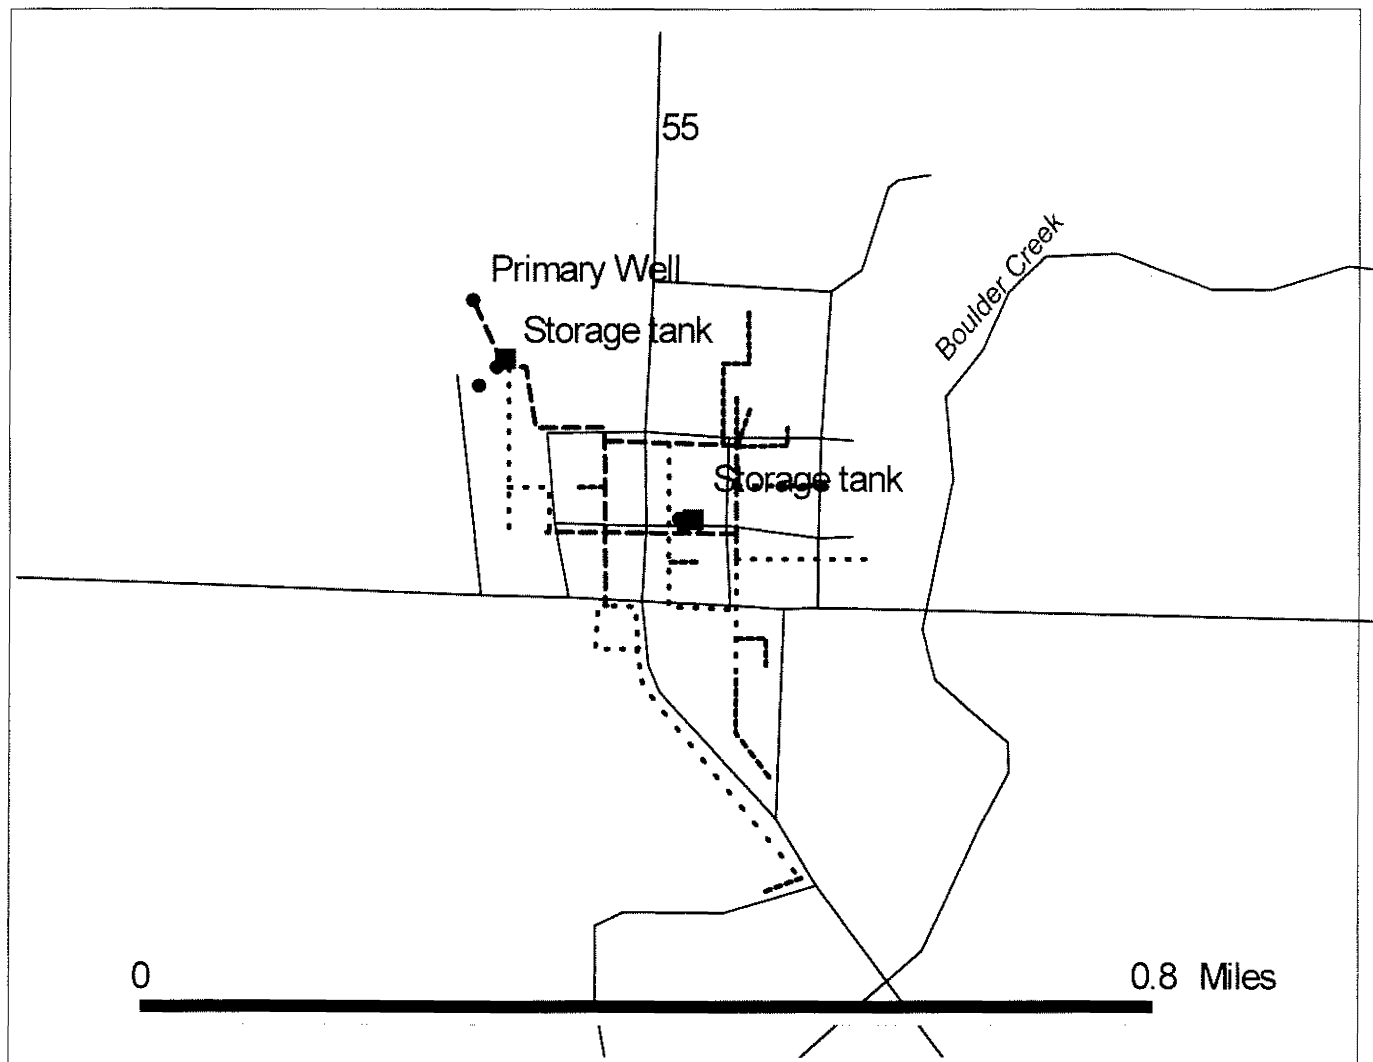 55
Primary Well
Boulder Creek
Storage tank
Storage tank
0
0.8 Miles